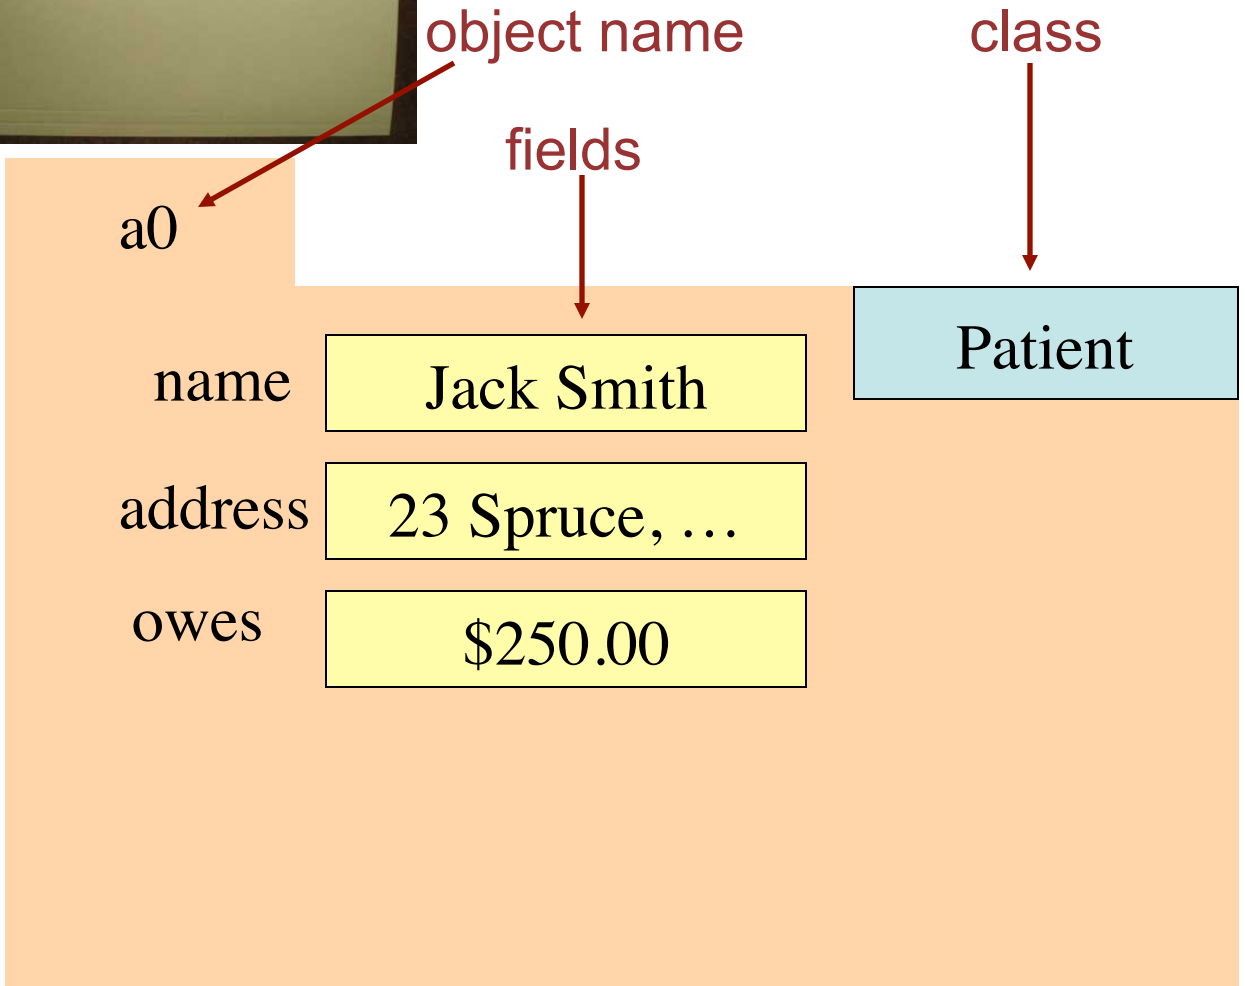 object name
class
fields
a0
Patient
name
Jack Smith
address
23 Spruce, …
owes
$250.00